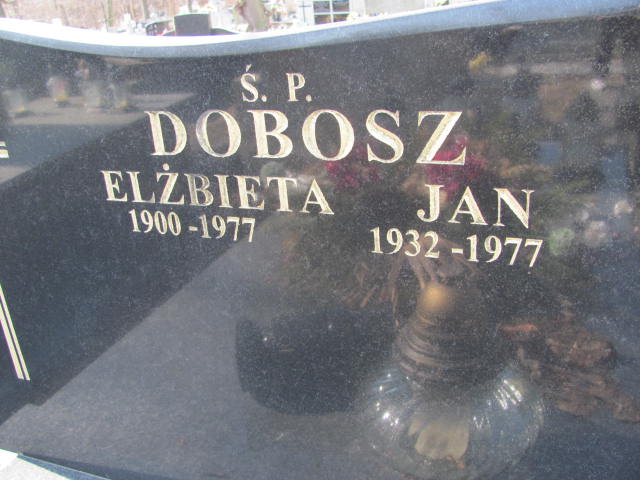 Ś. P.
DOBOSZ
ELŻBIETA JAN
1900 - 1977 1932 - 1977